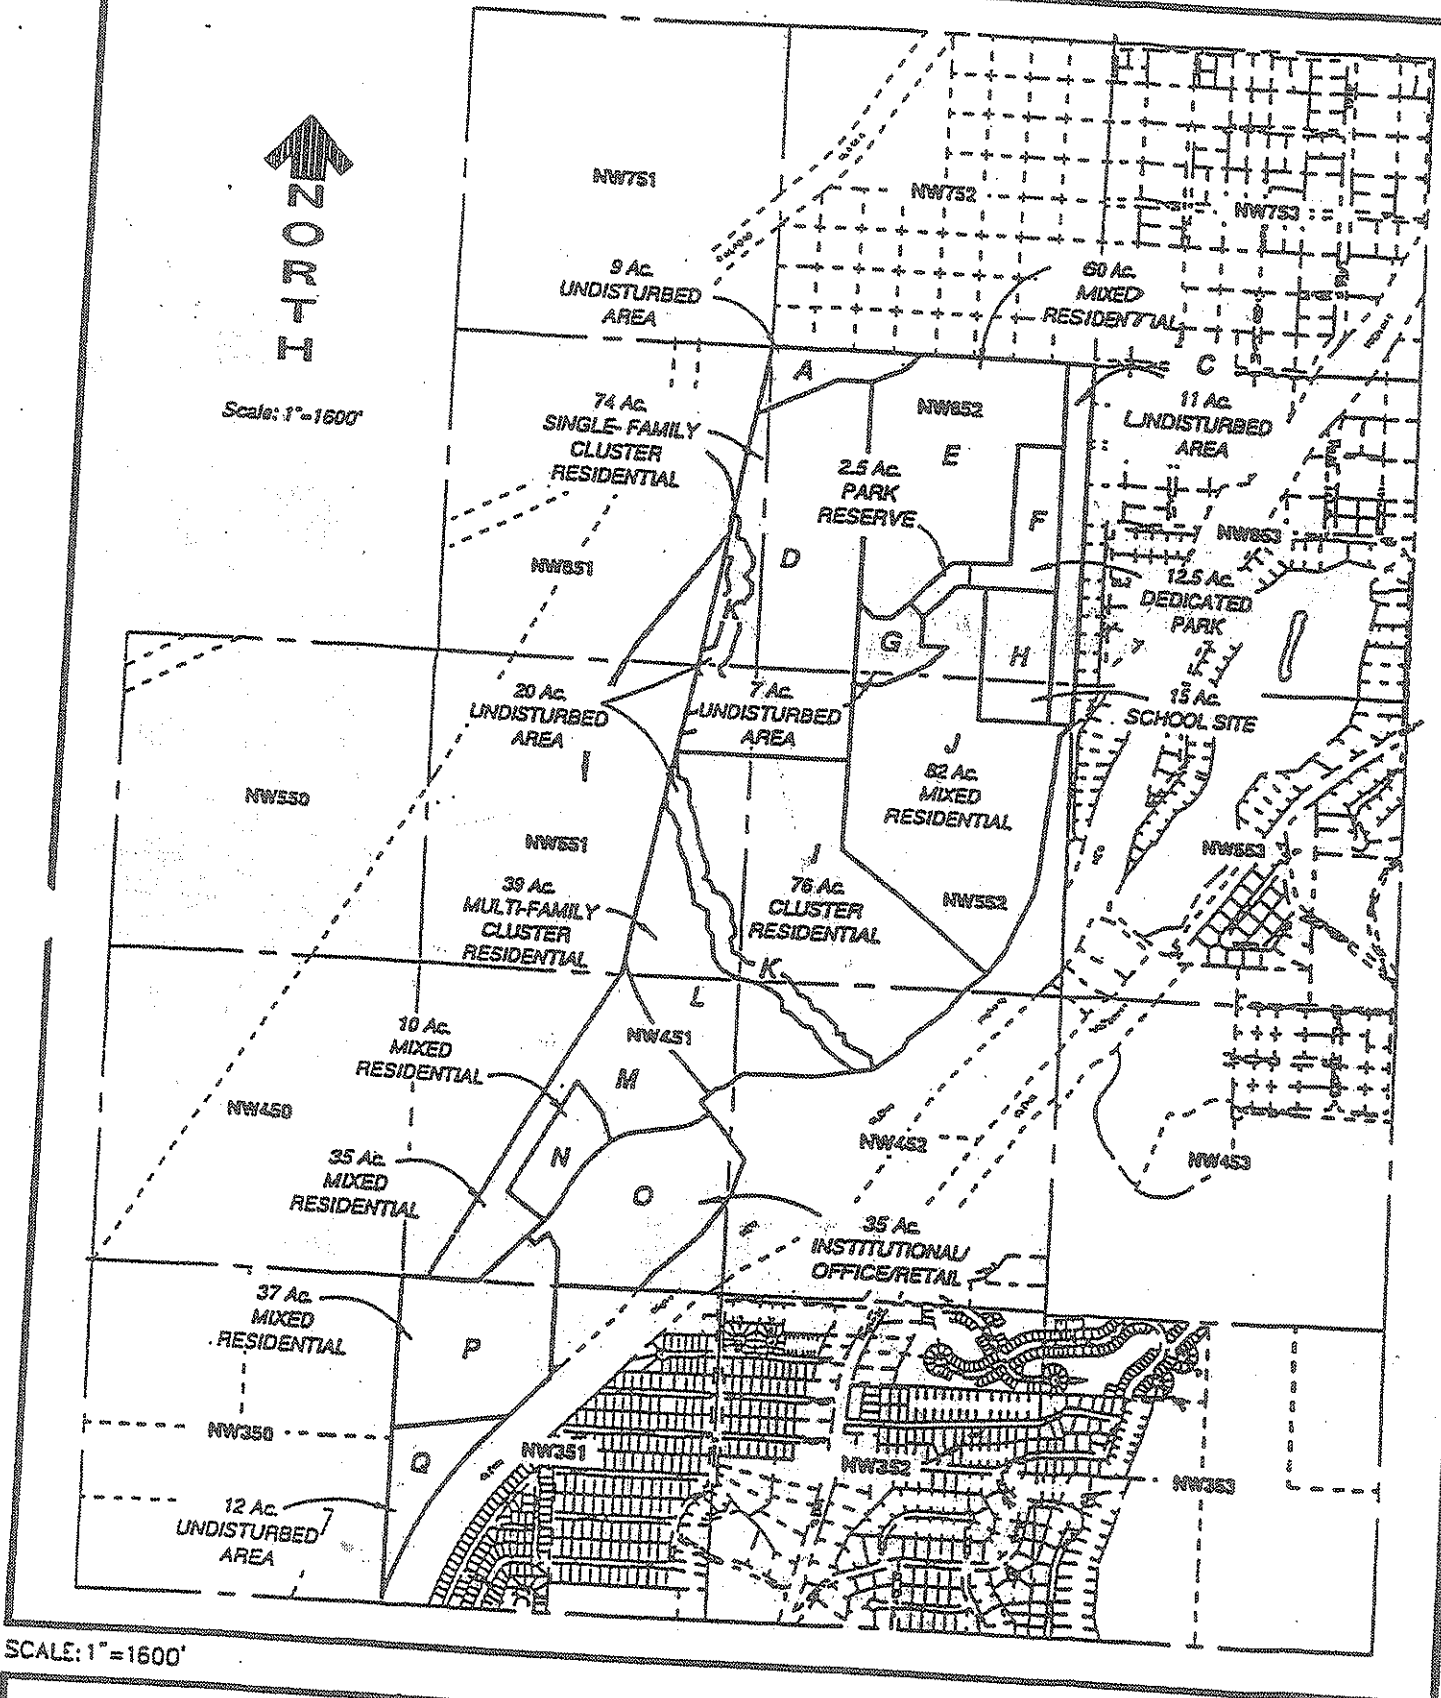 NORTH
Scale: 1"=1600'
NW751
NW752
NW753
9 Ac.
UNDISTURBED
AREA
60 Ac.
MIXED
RESIDENTIAL
A
C
74 Ac.
SINGLE-FAMILY
CLUSTER
RESIDENTIAL
NW652
11 Ac.
UNDISTURBED
AREA
E
2.5 Ac.
PARK
RESERVE
F
NW653
NW651
D
12.5 Ac.
DEDICATED
PARK
K
G
H
20 Ac.
UNDISTURBED
AREA
7 Ac.
UNDISTURBED
AREA
15 Ac.
SCHOOL SITE
I
J
82 Ac.
MIXED
RESIDENTIAL
NW550
NW551
NW553
39 Ac.
MULTI-FAMILY
CLUSTER
RESIDENTIAL
J
76 Ac.
CLUSTER
RESIDENTIAL
NW552
K
L
10 Ac.
MIXED
RESIDENTIAL
NW451
M
NW450
NW452
NW453
35 Ac.
MIXED
RESIDENTIAL
N
O
35 Ac.
INSTITUTIONAL/
OFFICE/RETAIL
37 Ac.
MIXED
RESIDENTIAL
P
NW350
Q
NW351
NW352
NW353
12 Ac.
UNDISTURBED
AREA
SCALE: 1"=1600'